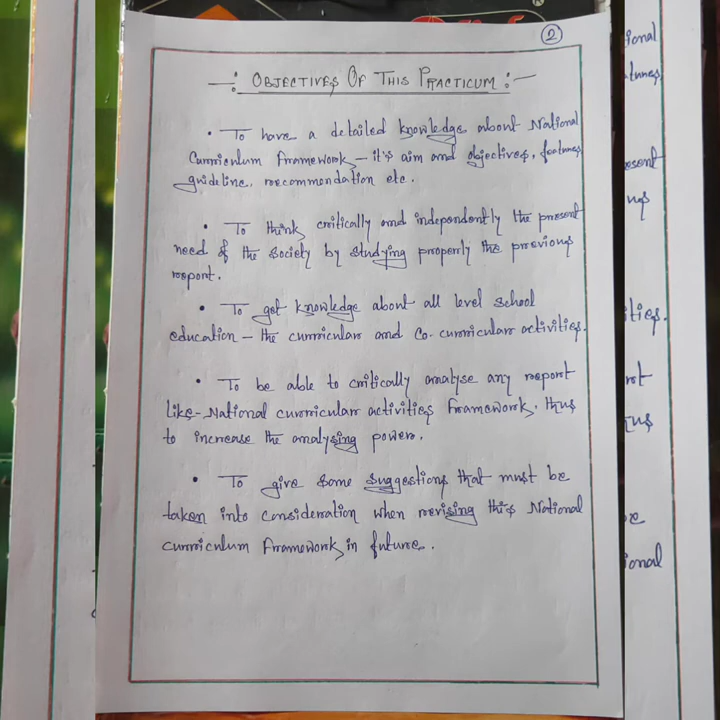 2
-: OBJECTIVES OF THIS PRACTICUM :-
• To have a detailed knowledge about National
Curriculum Framework - it's aim and objectives, features
guideline, recommendation etc.
• To think critically and independently the present
need of the society by studying properly the previous
report.
• To get knowledge about all level school
education - the curricular and Co. curricular activities.
• To be able to critically analyse any report
like - National curricular activities Framework, thus
to increase the analysing power.
• To give some suggestions that must be
taken into consideration when revising this National
curriculum Framework in future.